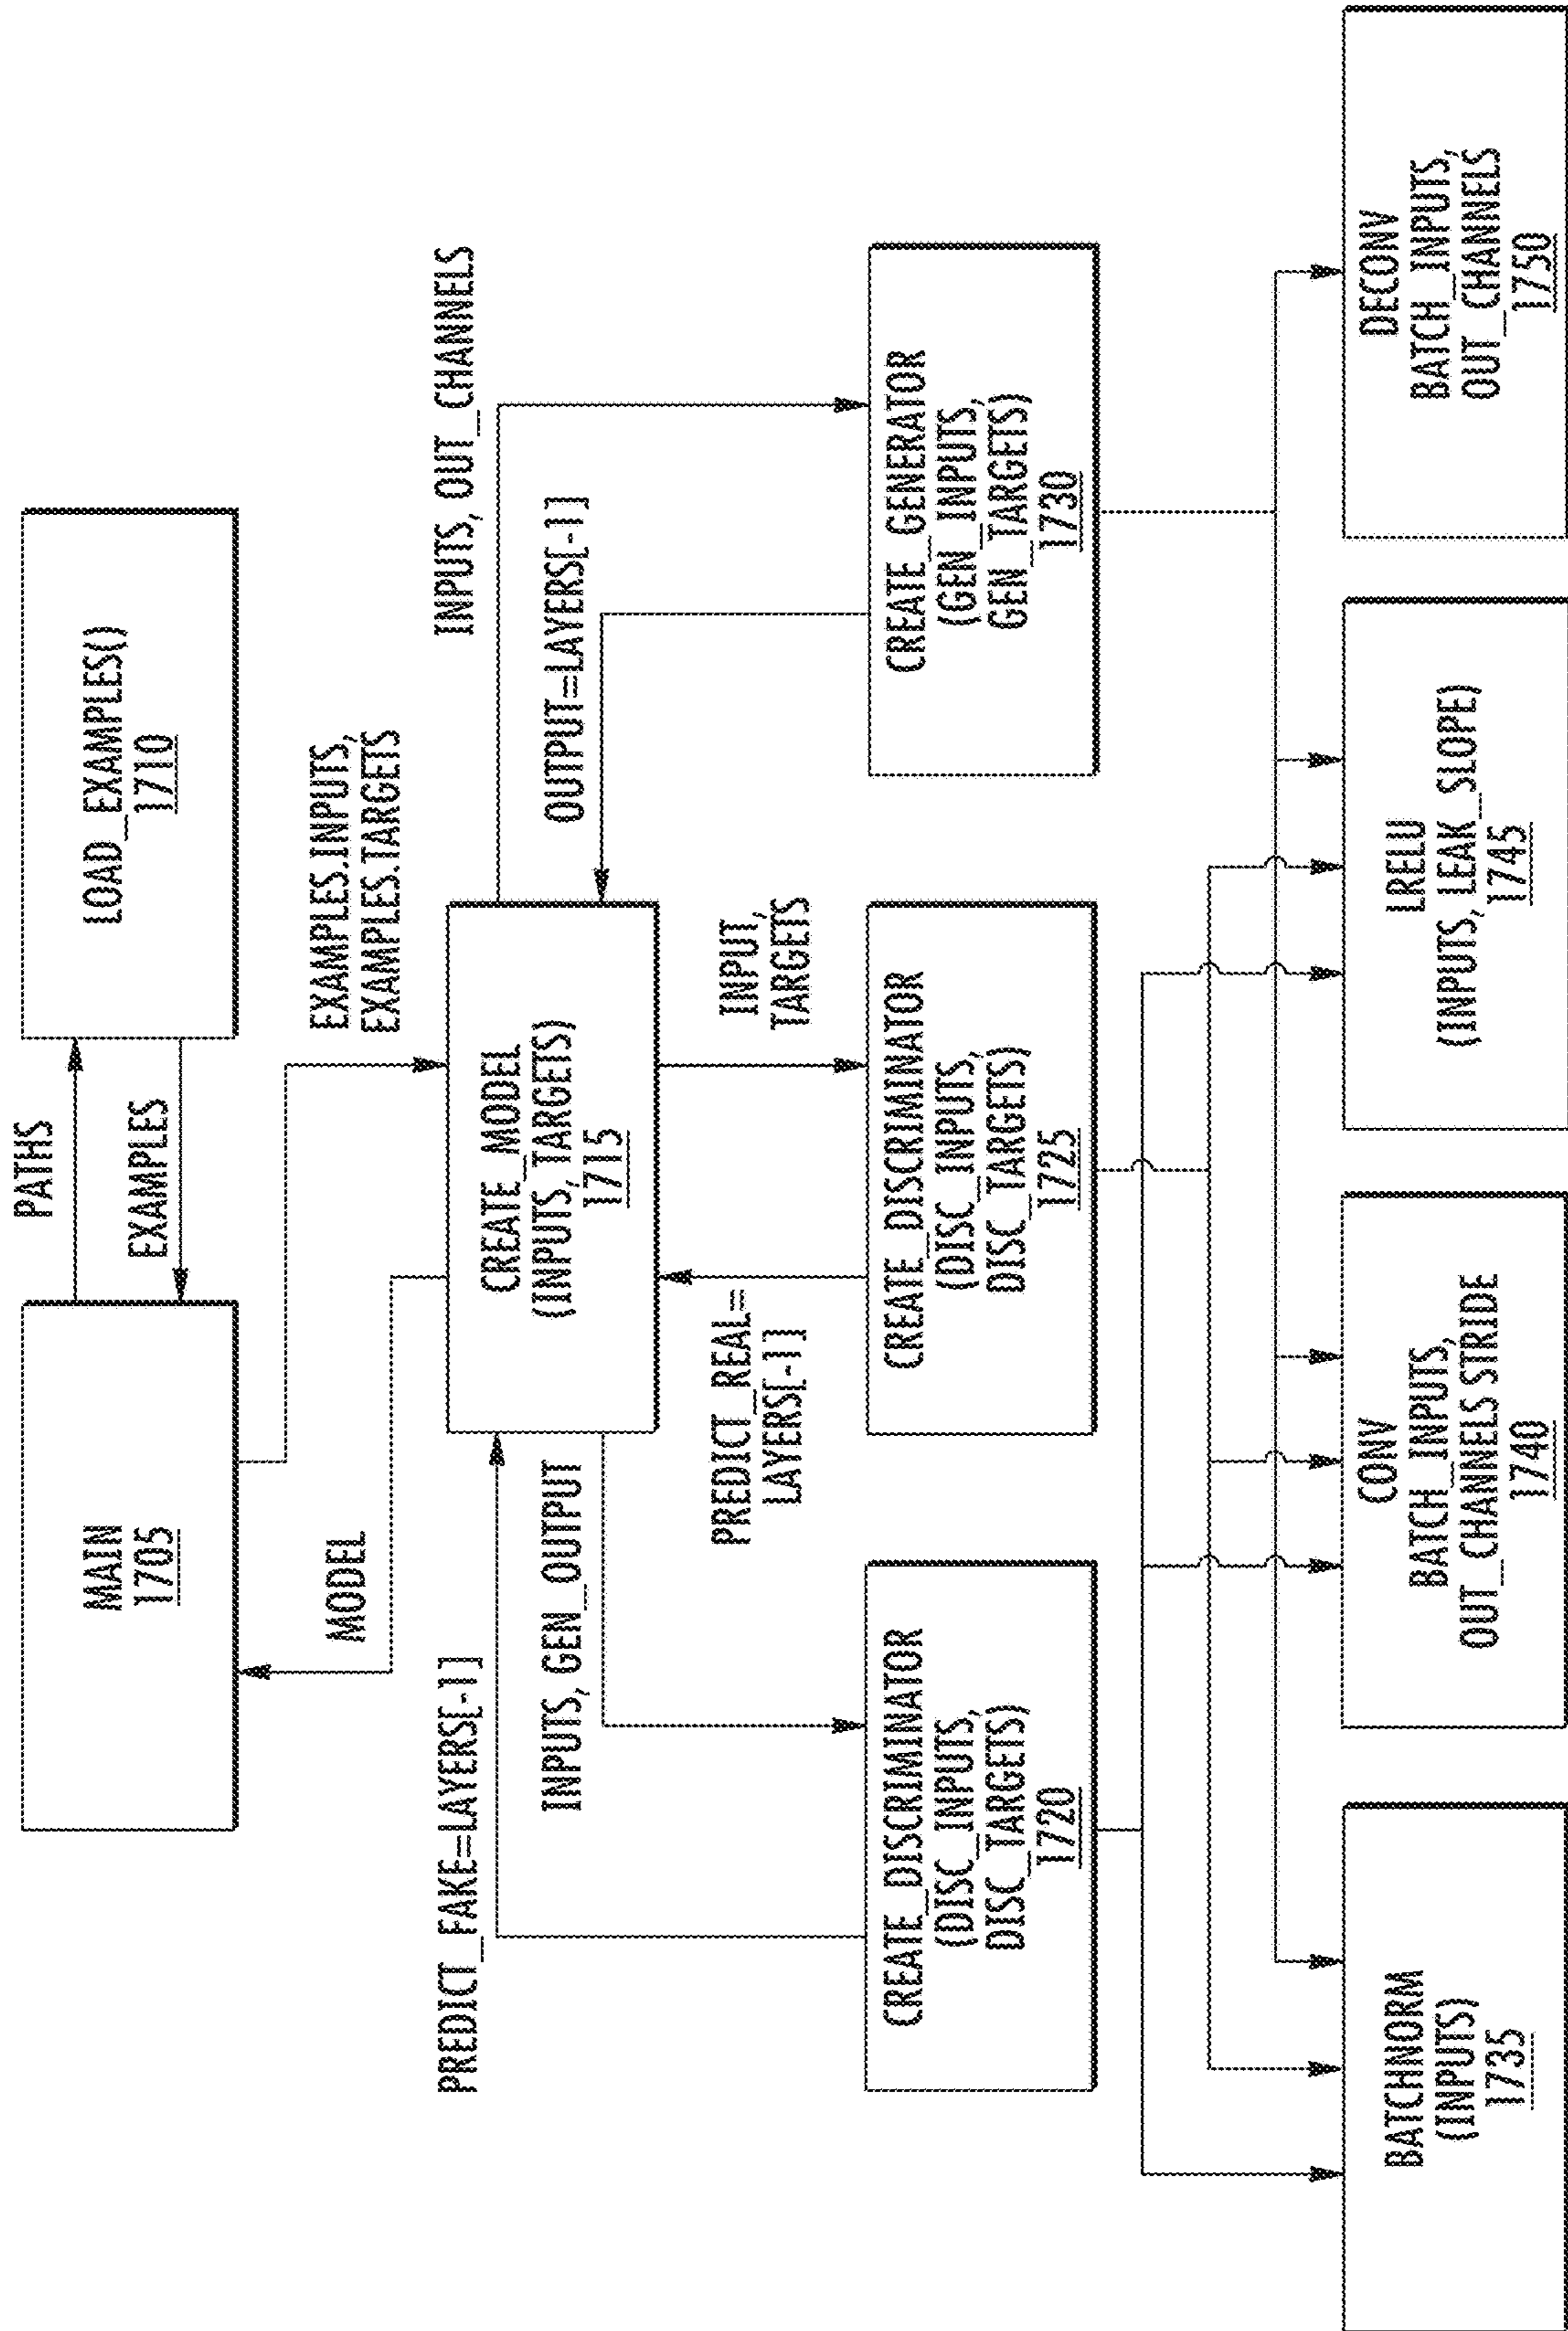 MAIN
1705
PATHS
EXAMPLES
LOAD_EXAMPLES()
1710
MODEL
EXAMPLES.INPUTS,
EXAMPLES.TARGETS
PREDICT_FAKE=LAYERS[-1]
INPUTS, GEN_OUTPUT
CREATE_MODEL
(INPUTS, TARGETS)
1715
INPUTS, OUT_CHANNELS
OUTPUT=LAYERS[-1]
PREDICT_REAL=
LAYERS[-1]
INPUT,
TARGETS
CREATE_DISCRIMINATOR
(DISC_INPUTS,
DISC_TARGETS)
1720
CREATE_DISCRIMINATOR
(DISC_INPUTS,
DISC_TARGETS)
1725
CREATE_GENERATOR
(GEN_INPUTS,
GEN_TARGETS)
1730
BATCHNORM
(INPUTS)
1735
CONV
BATCH_INPUTS,
OUT_CHANNELS STRIDE
1740
LRELU
(INPUTS, LEAK_SLOPE)
1745
DECONV
BATCH_INPUTS,
OUT_CHANNELS
1750